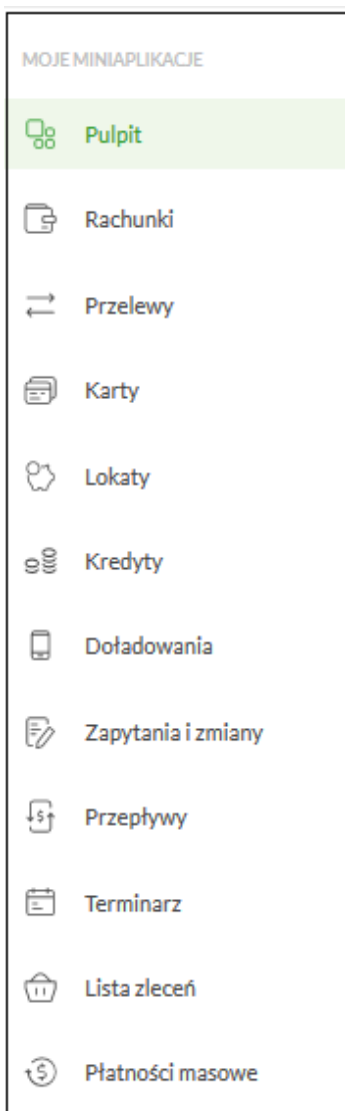 MOJE MINIAPLIKACJE
Pulpit
Rachunki
Przelewy
Karty
Lokaty
Kredyty
Doładowania
Zapytania i zmiany
Przepływy
Terminarz
Lista zleceń
Płatności masowe